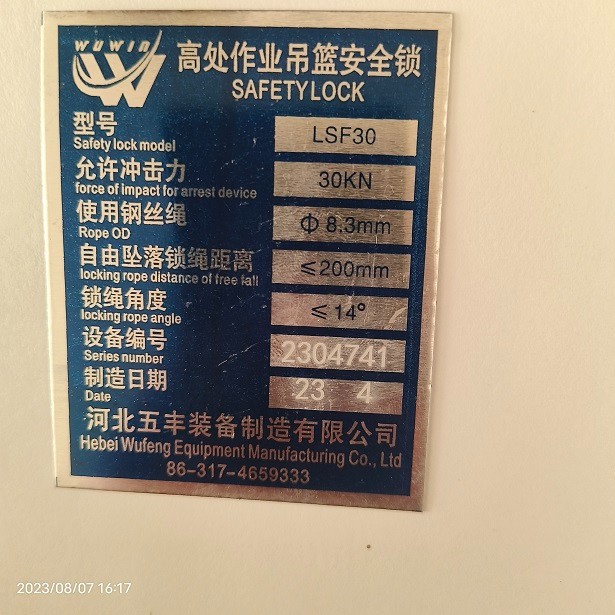 WUWIN
高处作业吊篮安全锁
SAFETYLOCK
型号
Safety lock model
LSF30
允许冲击力
force of impact for arrest device
30KN
使用钢丝绳
Rope OD
Φ 8.3mm
自由坠落锁绳距离
locking rope distance of free fall
≤200mm
锁绳角度
locking rope angle
≤14°
设备编号
Series number
2304741
制造日期
Date
23 4
河北五丰装备制造有限公司
Hebei Wufeng Equipment Manufacturing Co., Ltd
86-317-4659333
2023/08/07 16:17